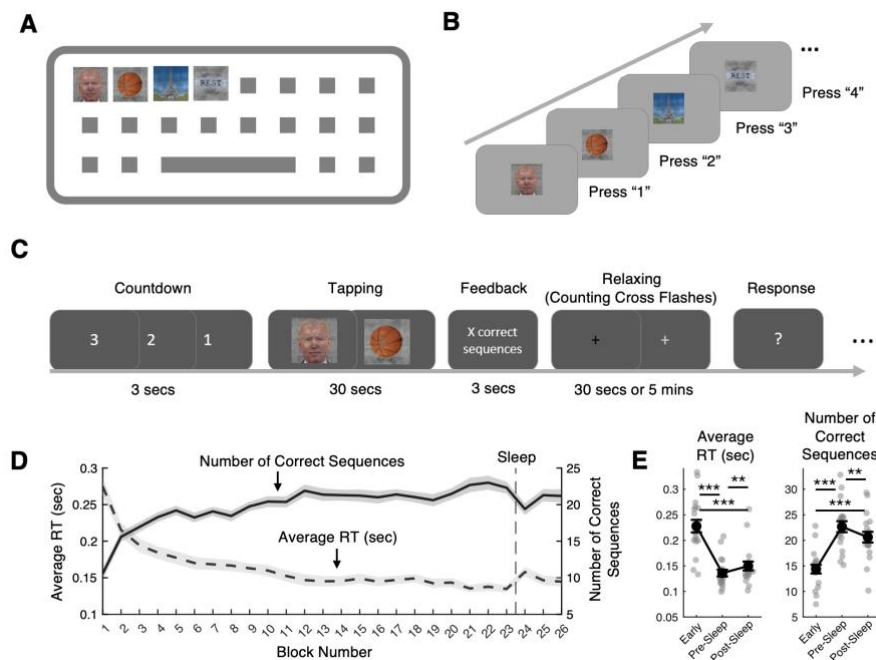 A
REST
B
REST
...
Press "4"
Press "3"
Press "2"
Press "1"
C
Countdown
Tapping
Feedback
Relaxing
(Counting Cross Flashes)
Response
3
2
1
X correct
sequences
+
+
?
...
3 secs
30 secs
3 secs
30 secs or 5 mins
D
Sleep
Number of Correct Sequences
Average RT (sec)
Average RT (sec)
0.3
0.25
0.2
0.15
0.1
25
20
15
10
5
Number of Correct
Sequences
1 2 3 4 5 6 7 8 9 10 11 12 13 14 15 16 17 18 19 20 21 22 23 24 25 26
Block Number
E
Average
RT (sec)
0.35
0.3
0.25
0.2
0.15
0.1
0.05
*** **
***
Early
Pre-Sleep
Post-Sleep
Number of
Correct
Sequences
30
25
20
15
10
5
*** **
***
Early
Pre-Sleep
Post-Sleep